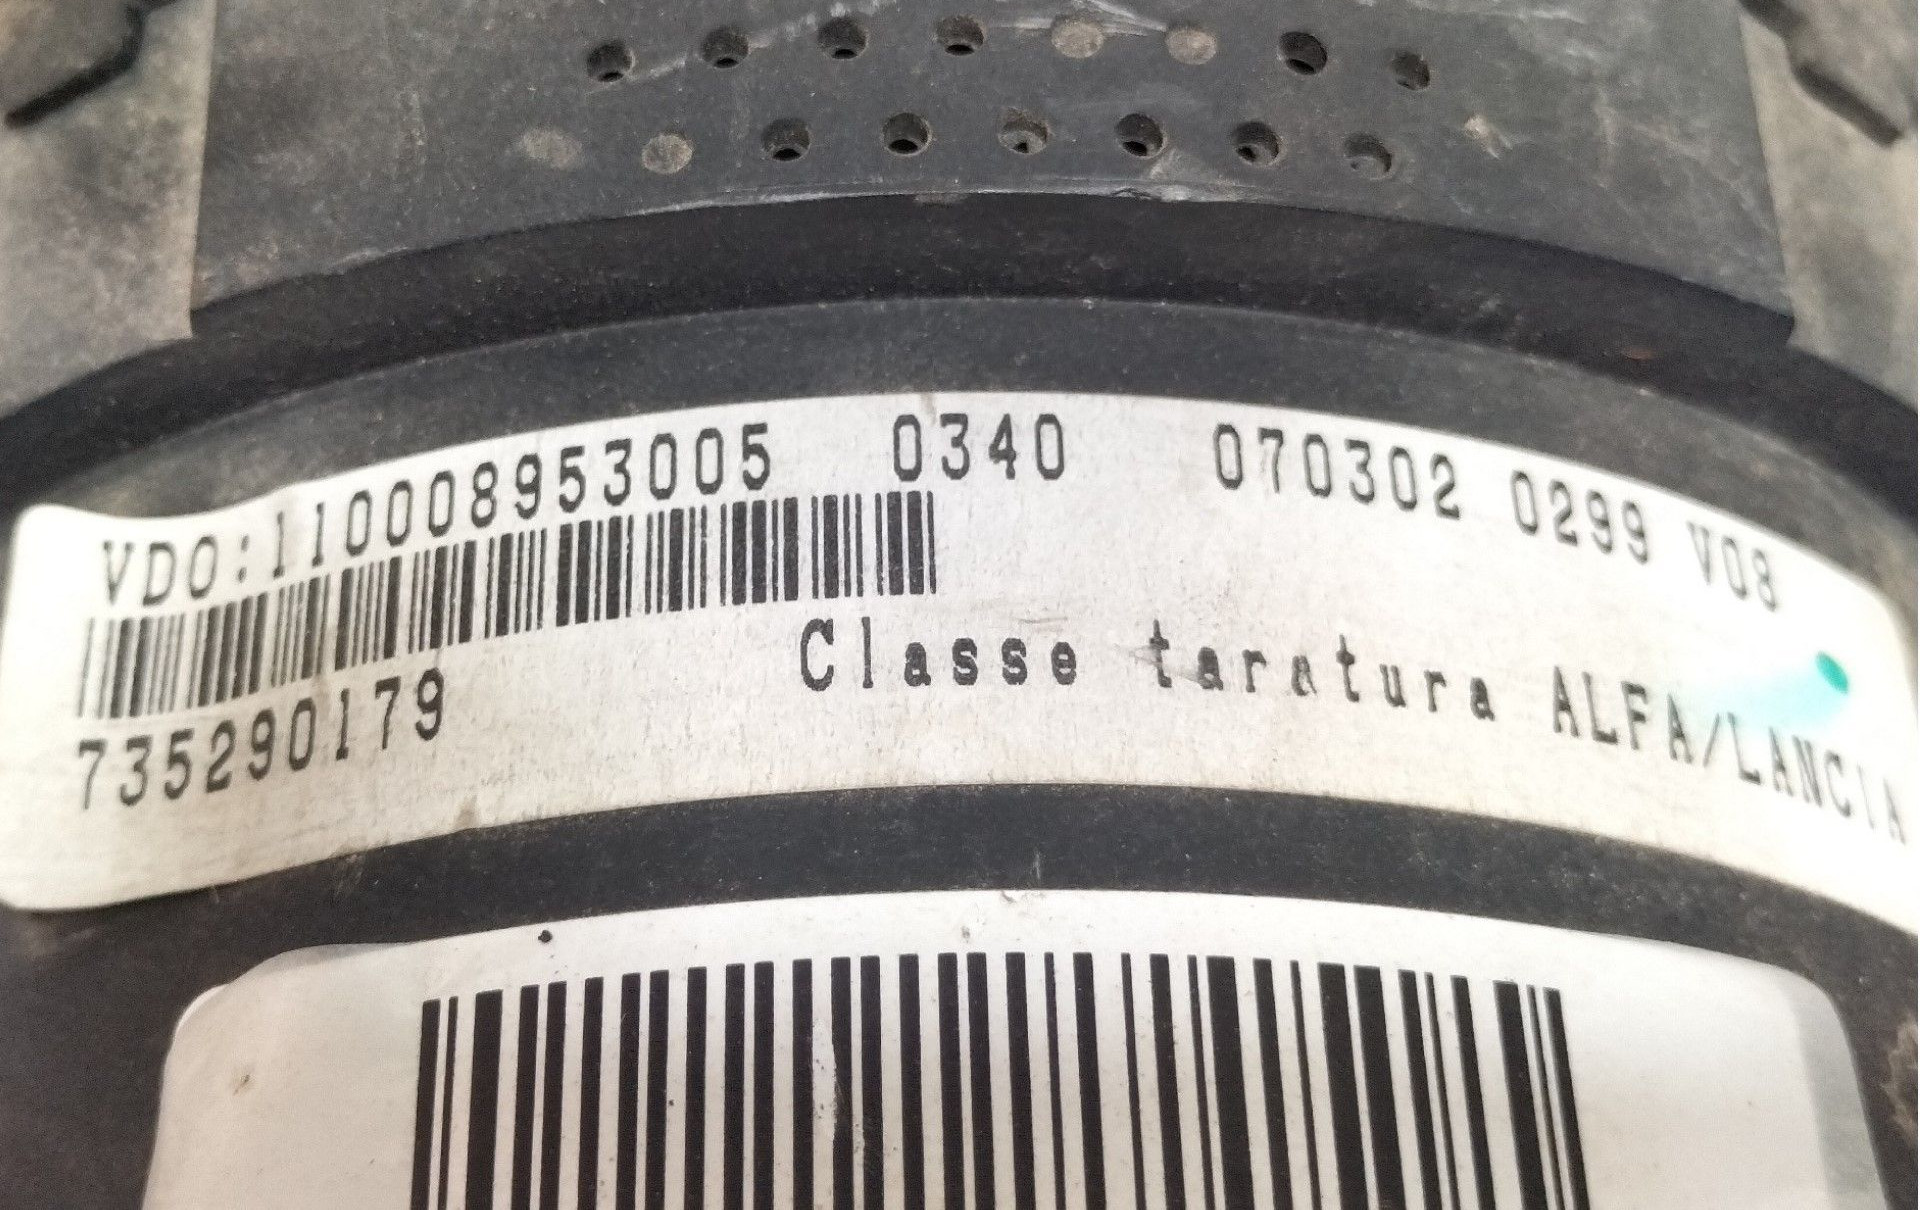 VDO:110008953005 0340 070302 0299 V08
735290179 Classe taratura ALFA/LANCIA